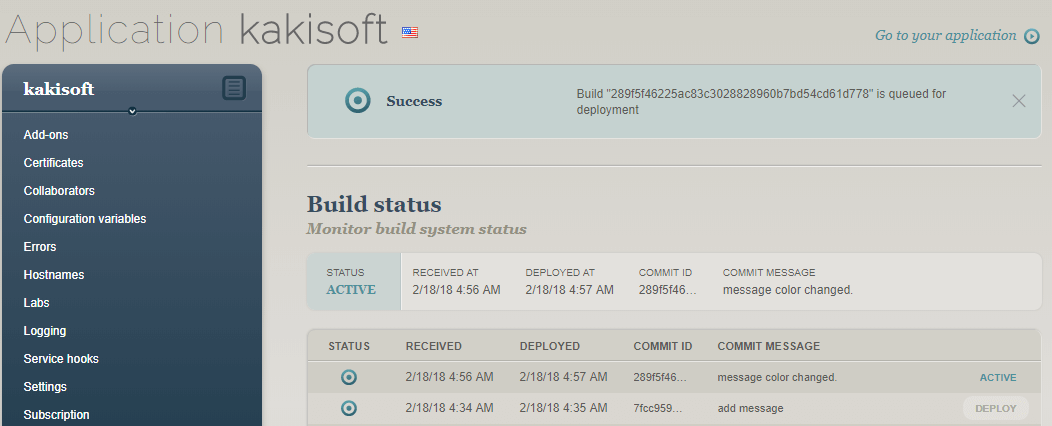 Application kakisoft
Go to your application
kakisoft
Success
Build "289f5f46225ac83c3028828960b7bd54cd61d778" is queued for
deployment
Add-ons
Certificates
Collaborators
Configuration variables
Errors
Hostnames
Labs
Logging
Service hooks
Settings
Subscription
Build status
Monitor build system status
STATUS RECEIVED AT DEPLOYED AT COMMIT ID COMMIT MESSAGE
ACTIVE 2/18/18 4:56 AM 2/18/18 4:57 AM 289f5f46... message color changed.
STATUS RECEIVED DEPLOYED COMMIT ID COMMIT MESSAGE
2/18/18 4:56 AM 2/18/18 4:57 AM 289f5f46... message color changed. ACTIVE
2/18/18 4:34 AM 2/18/18 4:35 AM 7fcc959... add message DEPLOY